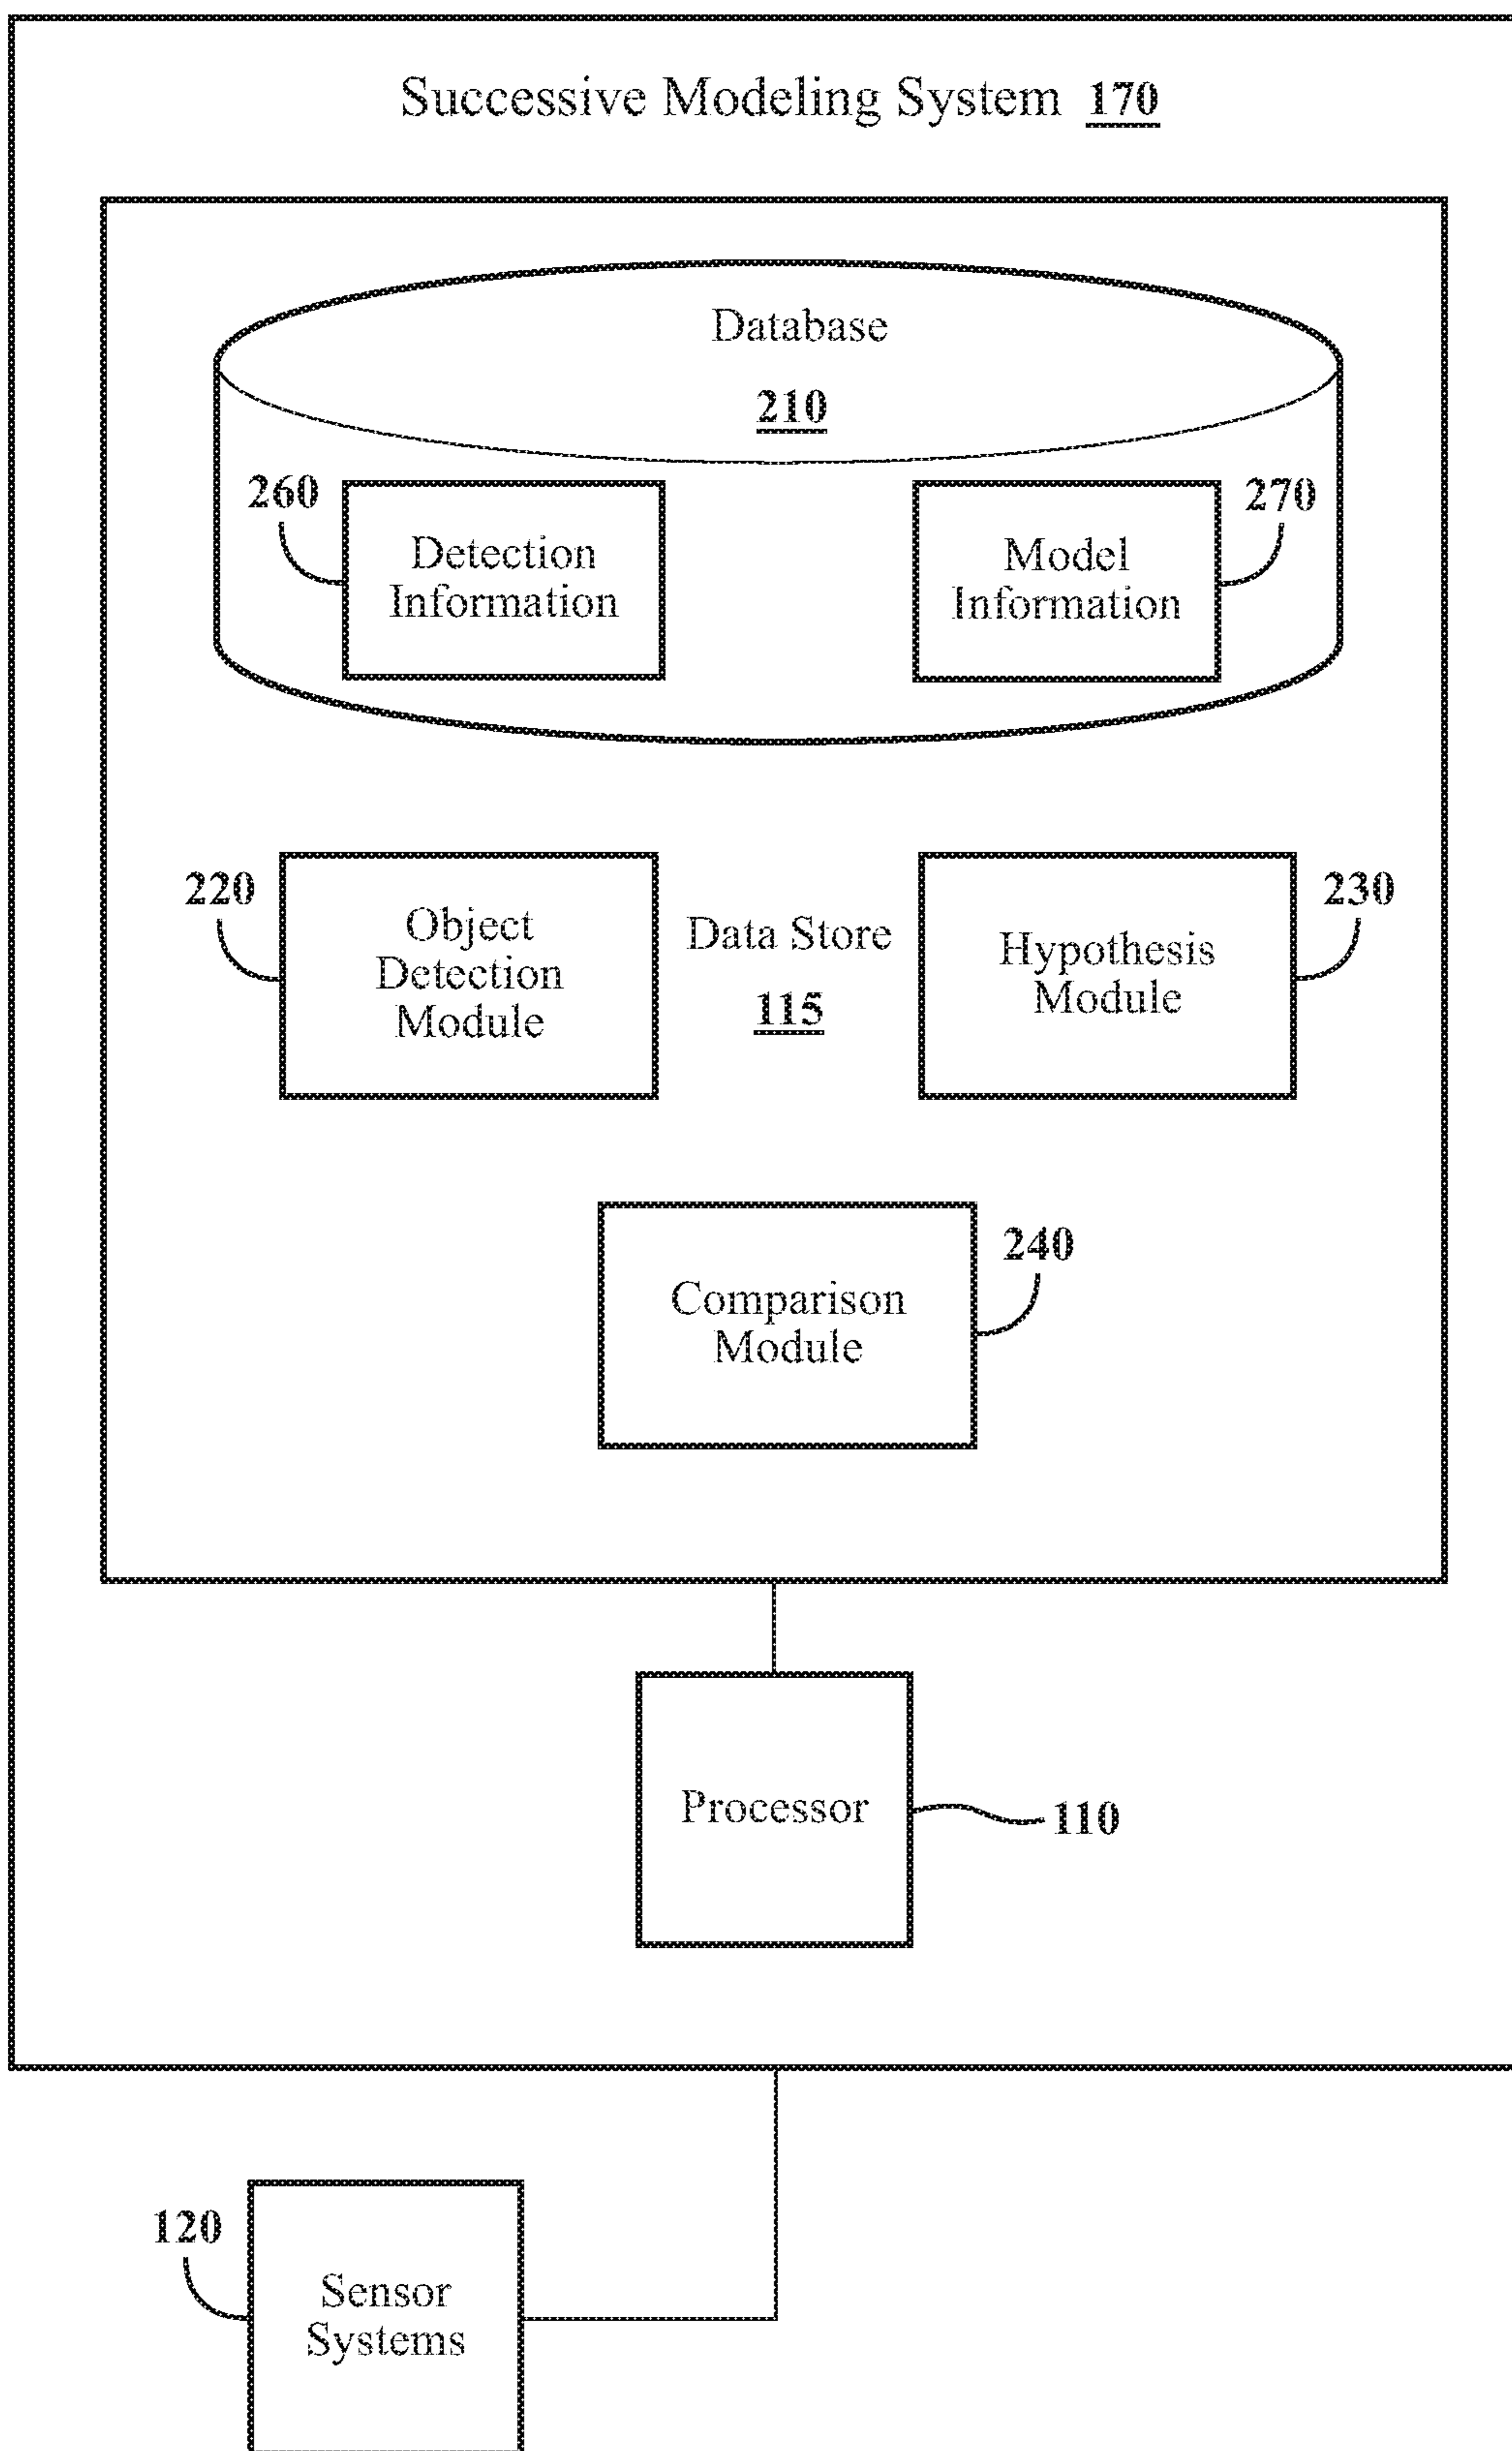 Successive Modeling System 170
Database
210
260
Detection
Information
270
Model
Information
220
Object
Detection
Module
Data Store
115
230
Hypothesis
Module
240
Comparison
Module
Processor
110
120
Sensor
Systems